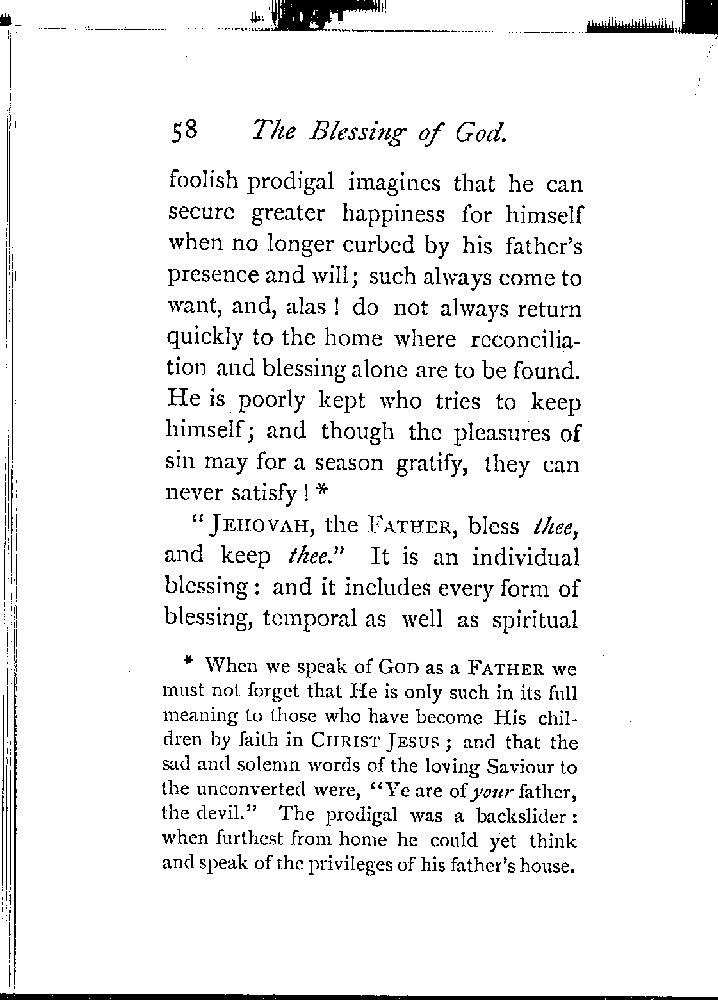 58 The Blessing of God.
foolish prodigal imagines that he can
secure greater happiness for himself
when no longer curbed by his father's
presence and will; such always come to
want, and, alas! do not always return
quickly to the home where reconcilia-
tion and blessing alone are to be found.
He is poorly kept who tries to keep
himself; and though the pleasures of
sin may for a season gratify, they can
never satisfy! *
"JEHOVAH, the FATHER, bless thee,
and keep thee." It is an individual
blessing: and it includes every form of
blessing, temporal as well as spiritual
* When we speak of GOD as a FATHER we
must not forget that He is only such in its full
meaning to those who have become His chil-
dren by faith in CHRIST JESUS; and that the
sad and solemn words of the loving Saviour to
the unconverted were, "Ye are of your father,
the devil." The prodigal was a backslider:
when furthest from home he could yet think
and speak of the privileges of his father's house.